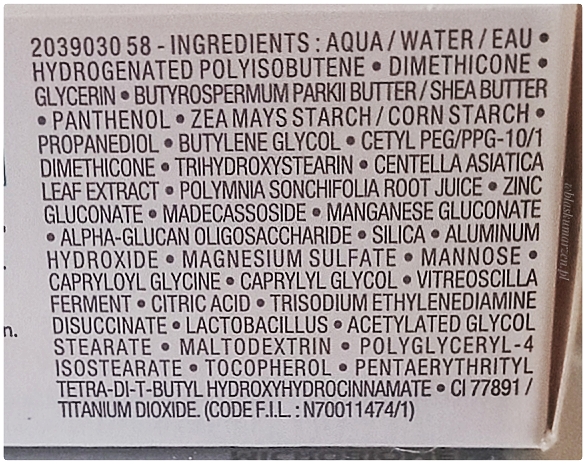 2039030 58 - INGREDIENTS : AQUA / WATER / EAU •
HYDROGENATED POLYISOBUTENE • DIMETHICONE •
GLYCERIN • BUTYROSPERMUM PARKII BUTTER / SHEA BUTTER
• PANTHENOL • ZEA MAYS STARCH / CORN STARCH •
PROPANEDIOL • BUTYLENE GLYCOL • CETYL PEG/PPG-10/1
DIMETHICONE • TRIHYDROXYSTEARIN • CENTELLA ASIATICA
LEAF EXTRACT • POLYMNIA SONCHIFOLIA ROOT JUICE • ZINC
GLUCONATE • MADECASSOSIDE • MANGANESE GLUCONATE
• ALPHA-GLUCAN OLIGOSACCHARIDE • SILICA • ALUMINUM
HYDROXIDE • MAGNESIUM SULFATE • MANNOSE •
CAPRYLOYL GLYCINE • CAPRYLYL GLYCOL • VITREOSCILLA
FERMENT • CITRIC ACID • TRISODIUM ETHYLENEDIAMINE
DISUCCINATE • LACTOBACILLUS • ACETYLATED GLYCOL
STEARATE • MALTODEXTRIN • POLYGLYCERYL-4
ISOSTEARATE • TOCOPHEROL • PENTAERYTHRITYL
TETRA-DI-T-BUTYL HYDROXYHYDROCINNAMATE • CI 77891 /
TITANIUM DIOXIDE. (CODE F.I.L. : N70011474/1)
n.